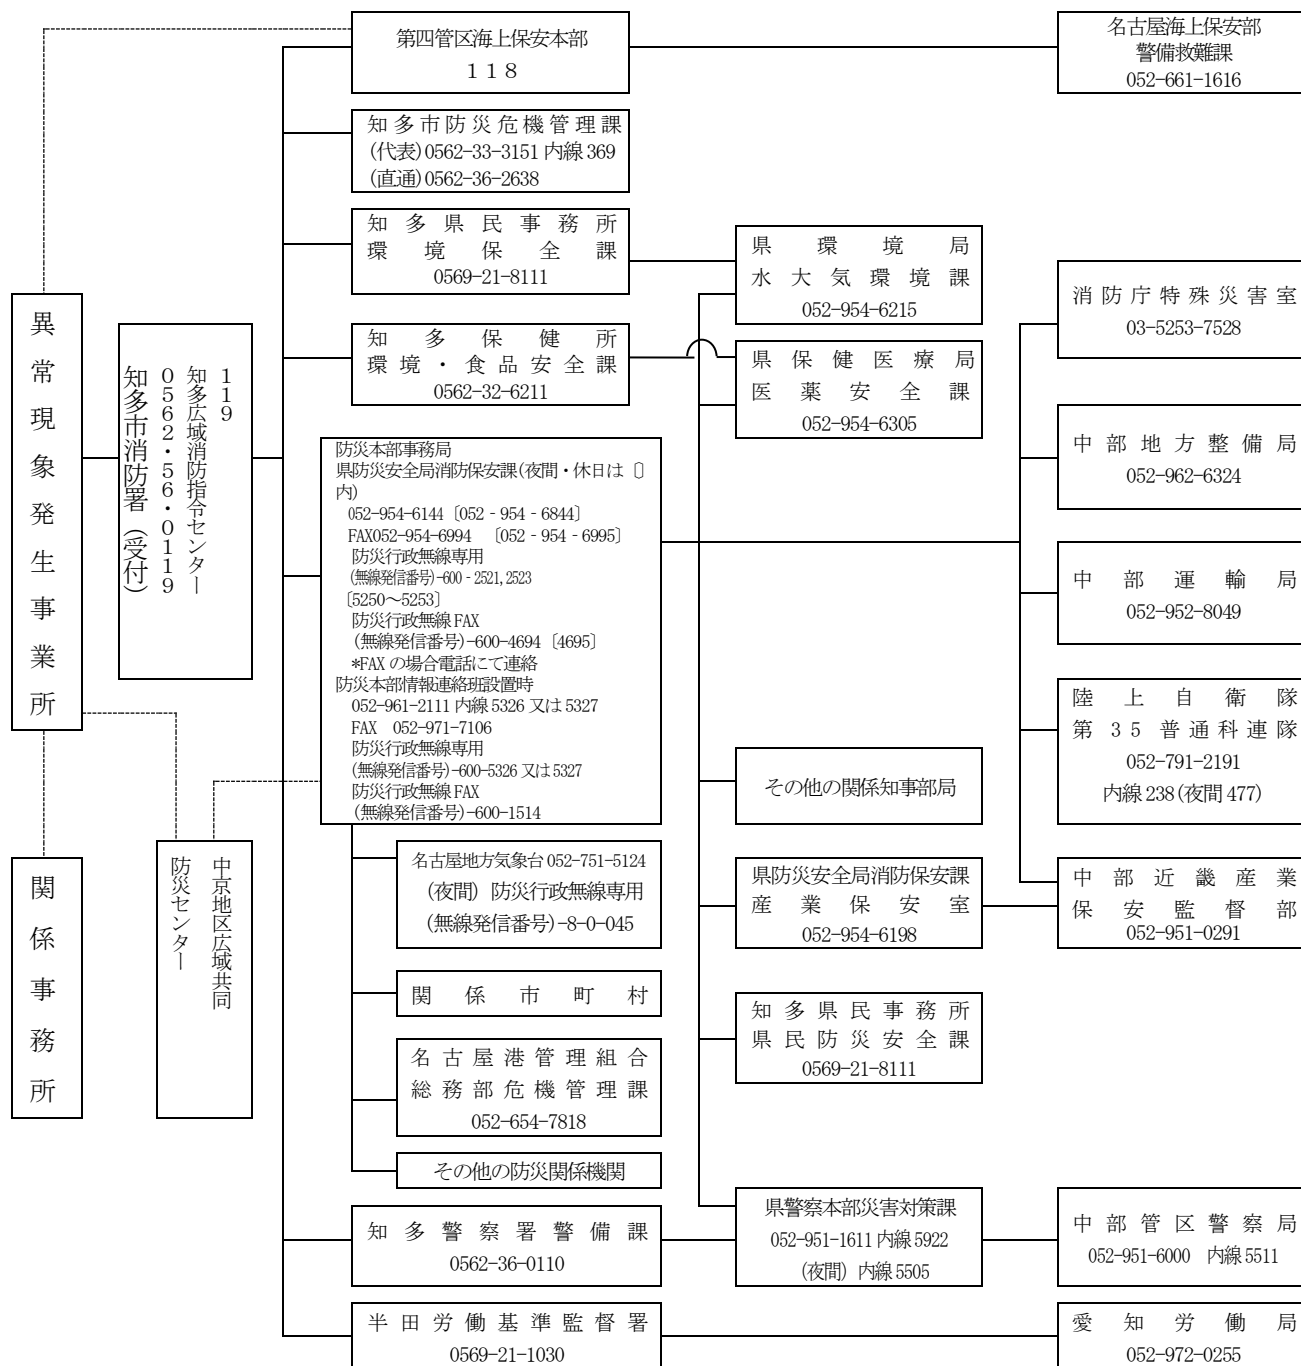 第四管区海上保安本部
１１８
名古屋海上保安部
警備救難課
052-661-1616
知多市防災危機管理課
(代表)0562-33-3151 内線 369
(直通)0562-36-2638
知多県民事務所
環境保全課
0569-21-8111
県環境局
水大気環境課
052-954-6215
知多保健所
環境・食品安全課
0562-32-6211
県保健医療局
医薬安全課
052-954-6305
異常現象発生事業所
１１９
知多広域消防指令センター
０５６２・５６・０１１９
知多市消防署（受付）
防災本部事務局
県防災安全局消防保安課(夜間・休日は〔〕
内)
052-954-6144〔052‐954‐6844〕
FAX052-954-6994 〔052‐954‐6995〕
防災行政無線専用
(無線発信番号)-600‐2521,2523
〔5250～5253〕
防災行政無線 FAX
(無線発信番号)-600-4694〔4695〕
*FAX の場合電話にて連絡
防災本部情報連絡班設置時
052-961-2111 内線 5326 又は 5327
FAX 052-971-7106
防災行政無線専用
(無線発信番号)-600-5326 又は 5327
防災行政無線 FAX
(無線発信番号)-600-1514
消防庁特殊災害室
03-5253-7528
中部地方整備局
052-962-6324
中部運輸局
052-952-8049
陸上自衛隊
第３５普通科連隊
052-791-2191
内線 238(夜間 477)
その他の関係知事部局
関係事務所
中京地区広域共同
防災センター
名古屋地方気象台 052-751-5124
（夜間）防災行政無線専用
（無線発信番号）-8-0-045
県防災安全局消防保安課
産業保安室
052-954-6198
中部近畿産業
保安監督部
052-951-0291
関係市町村
知多県民事務所
県民防災安全課
0569-21-8111
名古屋港管理組合
総務部危機管理課
052-654-7818
その他の防災関係機関
知多警察署警備課
0562-36-0110
県警察本部災害対策課
052-951-1611 内線 5922
（夜間）内線 5505
中部管区警察局
052-951-6000 内線 5511
半田労働基準監督署
0569-21-1030
愛知労働局
052-972-0255